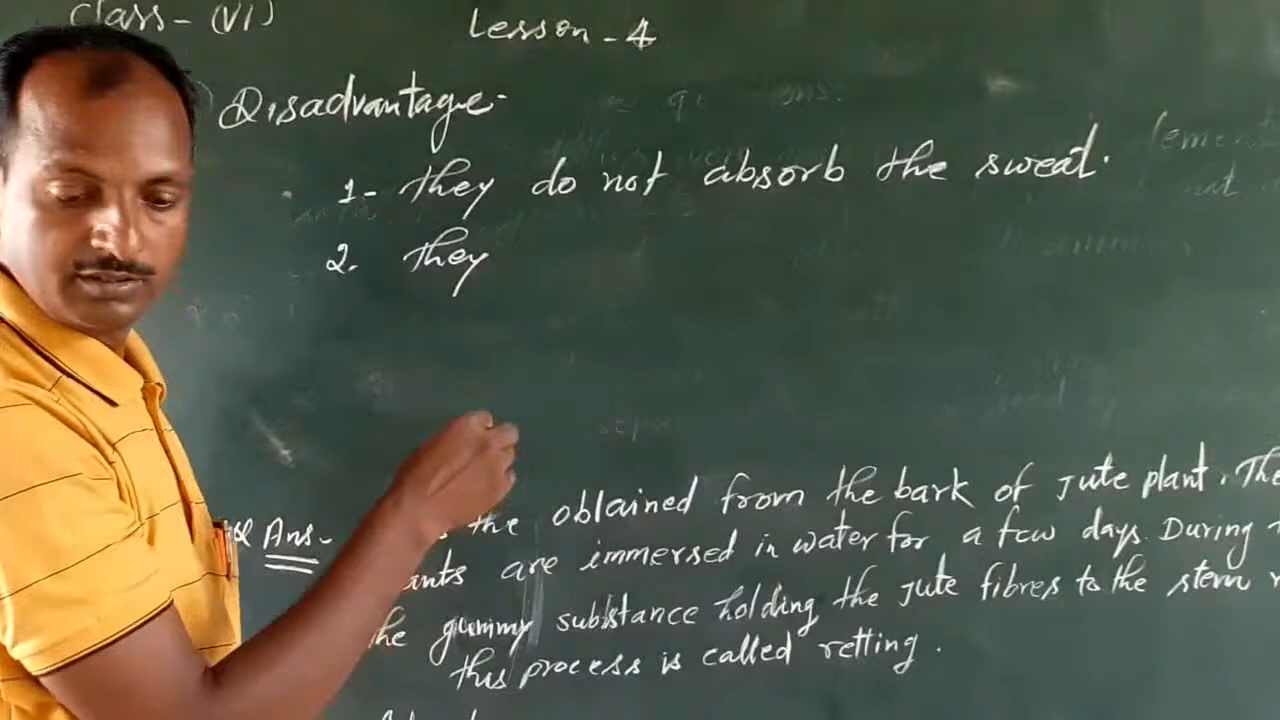 Class - (VI)
Lesson - 4
Disadvantage -
1- they do not absorb the sweat.
2. they
& Ans - the oblained from the bark of Jute plant. The
ants are immersed in water for a few days. During
he gummy substance holding the Jute fibres to the stem
this process is called retting.